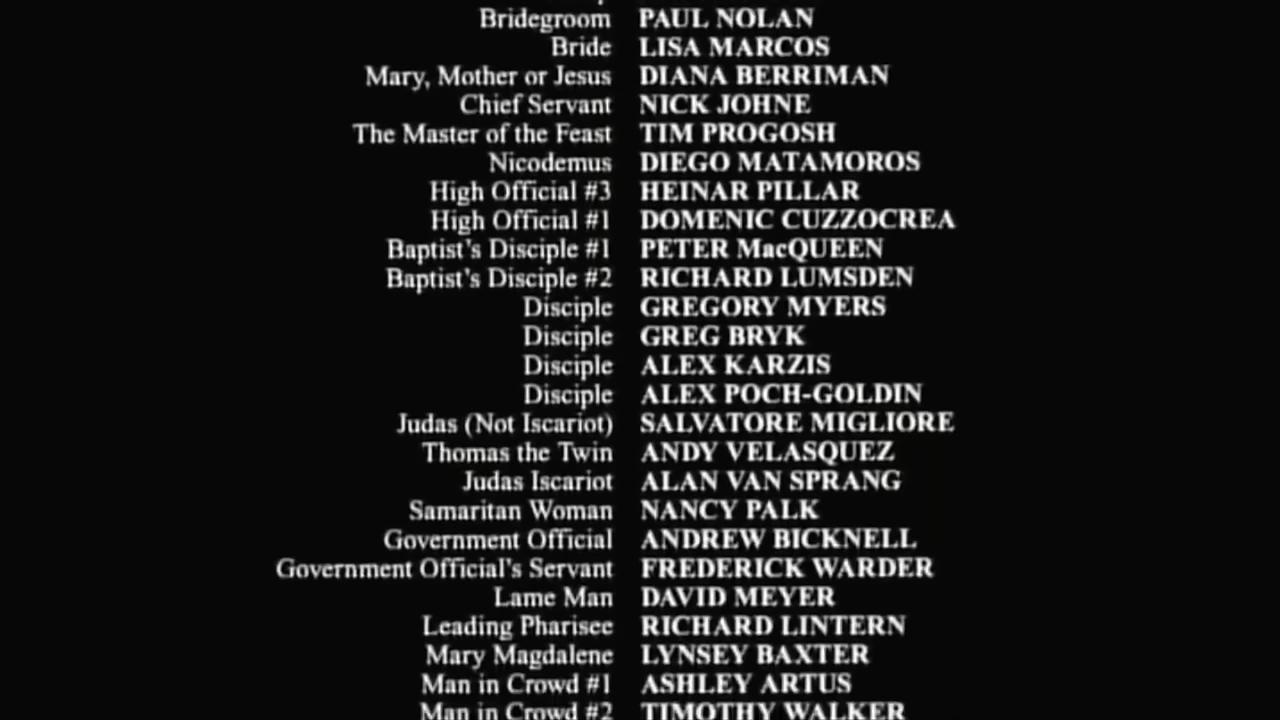 Bridegroom PAUL NOLAN
Bride LISA MARCOS
Mary, Mother or Jesus DIANA BERRIMAN
Chief Servant NICK JOHNE
The Master of the Feast TIM PROGOSH
Nicodemus DIEGO MATAMOROS
High Official #3 HEINAR PILLAR
High Official #1 DOMENIC CUZZOCREA
Baptist's Disciple #1 PETER MacQUEEN
Baptist's Disciple #2 RICHARD LUMSDEN
Disciple GREGORY MYERS
Disciple GREG BRYK
Disciple ALEX KARZIS
Disciple ALEX POCH-GOLDIN
Judas (Not Iscariot) SALVATORE MIGLIORE
Thomas the Twin ANDY VELASQUEZ
Judas Iscariot ALAN VAN SPRANG
Samaritan Woman NANCY PALK
Government Official ANDREW BICKNELL
Government Official's Servant FREDERICK WARDER
Lame Man DAVID MEYER
Leading Pharisee RICHARD LINTERN
Mary Magdalene LYNSEY BAXTER
Man in Crowd #1 ASHLEY ARTUS
Man in Crowd #2 TIMOTHY WALKER